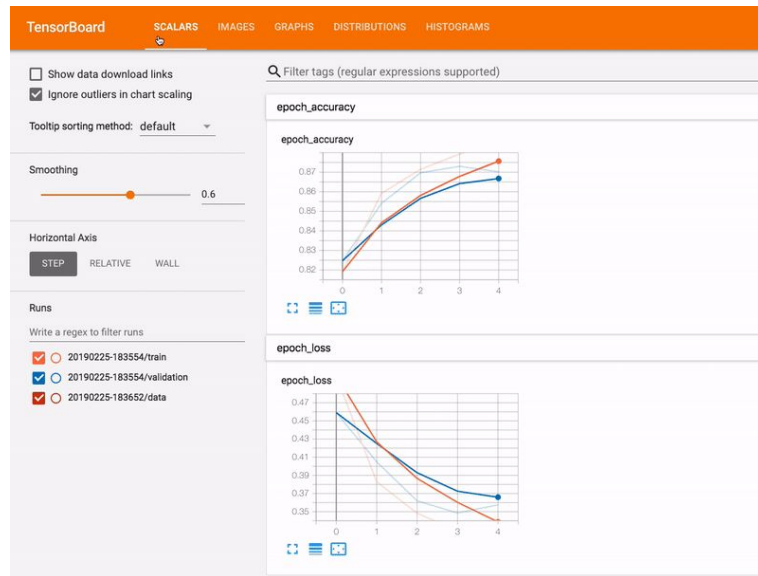 TensorBoard SCALARS IMAGES GRAPHS DISTRIBUTIONS HISTOGRAMS
Show data download links
Ignore outliers in chart scaling
Tooltip sorting method: default
Smoothing
0.6
Horizontal Axis
STEP RELATIVE WALL
Runs
Write a regex to filter runs
20190225-183554/train
20190225-183554/validation
20190225-183652/data
Filter tags (regular expressions supported)
epoch_accuracy
epoch_accuracy
0.87
0.86
0.85
0.84
0.83
0.82
0 1 2 3 4
epoch_loss
epoch_loss
0.47
0.45
0.43
0.41
0.39
0.37
0.35
0 1 2 3 4